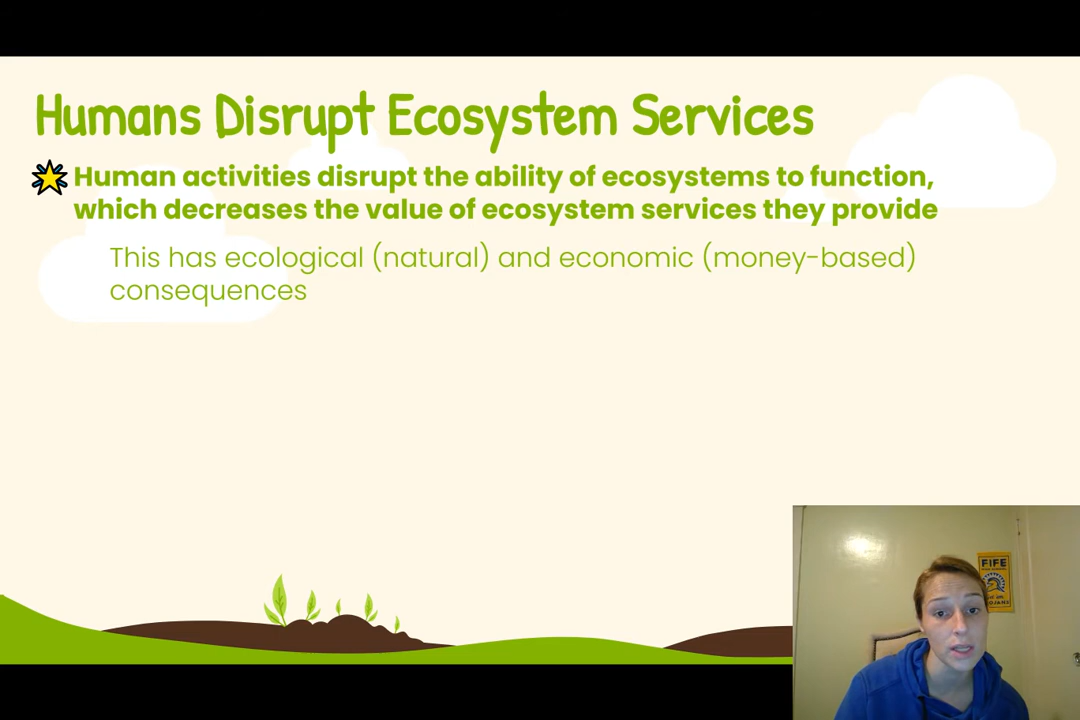 Humans Disrupt Ecosystem Services
Human activities disrupt the ability of ecosystems to function,
which decreases the value of ecosystem services they provide
This has ecological (natural) and economic (money-based)
consequences
FIFE